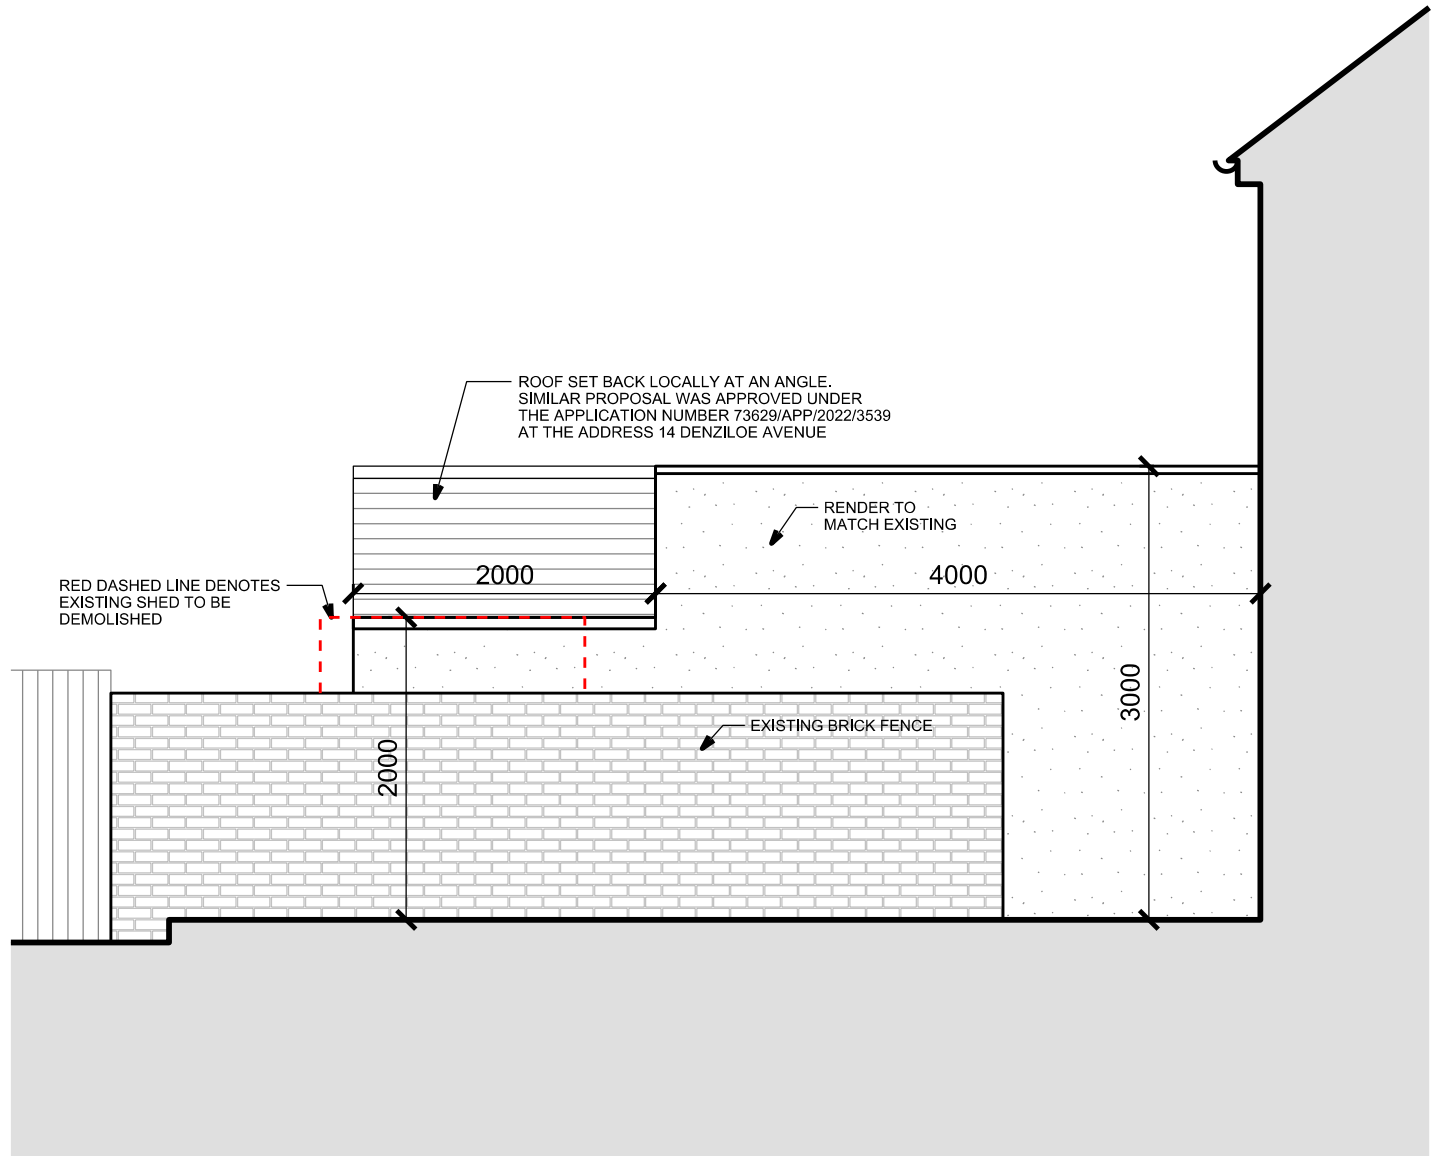 ROOF SET BACK LOCALLY AT AN ANGLE.
SIMILAR PROPOSAL WAS APPROVED UNDER
THE APPLICATION NUMBER 73629/APP/2022/3539
AT THE ADDRESS 14 DENZILOE AVENUE
RENDER TO
MATCH EXISTING
2000
4000
RED DASHED LINE DENOTES
EXISTING SHED TO BE
DEMOLISHED
3000
EXISTING BRICK FENCE
2000